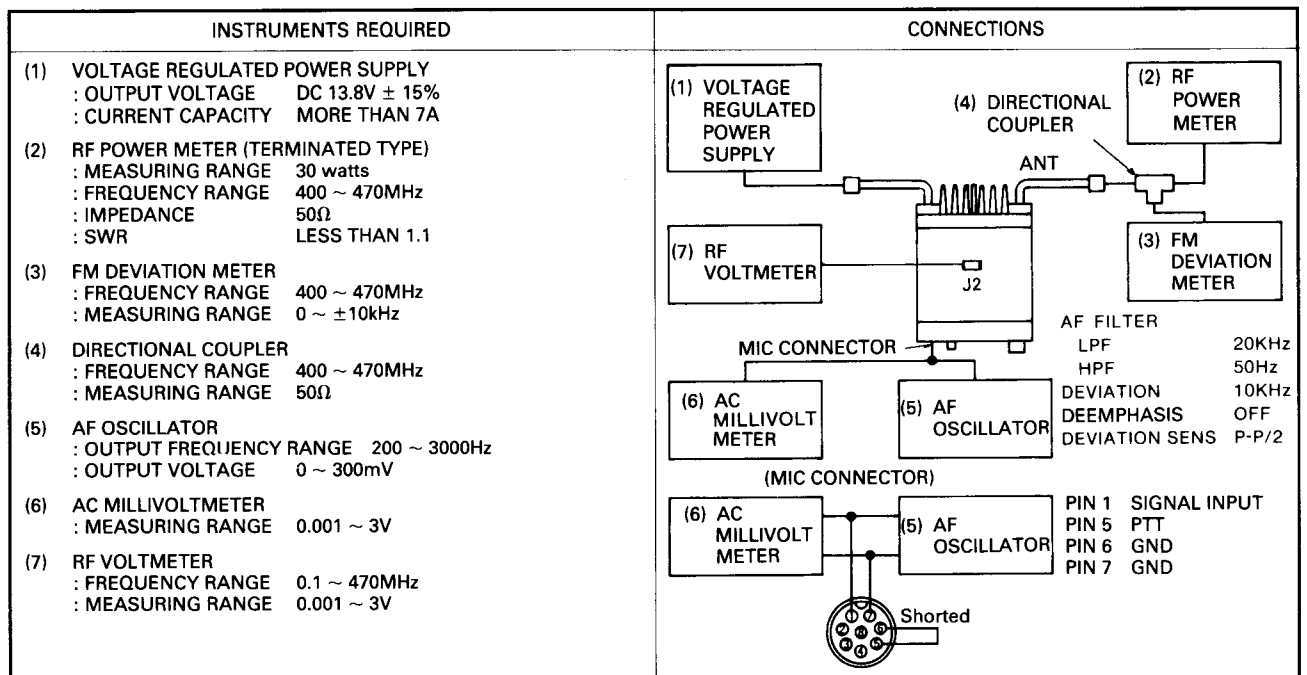 INSTRUMENTS REQUIRED
(1) VOLTAGE REGULATED POWER SUPPLY
: OUTPUT VOLTAGE DC 13.8V ± 15%
: CURRENT CAPACITY MORE THAN 7A
(2) RF POWER METER (TERMINATED TYPE)
: MEASURING RANGE 30 watts
: FREQUENCY RANGE 400 ~ 470MHz
: IMPEDANCE 50Ω
: SWR LESS THAN 1.1
(3) FM DEVIATION METER
: FREQUENCY RANGE 400 ~ 470MHz
: MEASURING RANGE 0 ~ ±10kHz
(4) DIRECTIONAL COUPLER
: FREQUENCY RANGE 400 ~ 470MHz
: MEASURING RANGE 50Ω
(5) AF OSCILLATOR
: OUTPUT FREQUENCY RANGE 200 ~ 3000Hz
: OUTPUT VOLTAGE 0 ~ 300mV
(6) AC MILLIVOLTMETER
: MEASURING RANGE 0.001 ~ 3V
(7) RF VOLTMETER
: FREQUENCY RANGE 0.1 ~ 470MHz
: MEASURING RANGE 0.001 ~ 3V
CONNECTIONS
(1) VOLTAGE
REGULATED
POWER
SUPPLY
(4) DIRECTIONAL
COUPLER
(2) RF
POWER
METER
ANT
(7) RF
VOLTMETER
J2
(3) FM
DEVIATION
METER
MIC CONNECTOR
AF FILTER
LPF 20KHz
HPF 50Hz
DEVIATION 10KHz
DEEMPHASIS OFF
DEVIATION SENS P-P/2
(6) AC
MILLIVOLT
METER
(5) AF
OSCILLATOR
(MIC CONNECTOR)
(6) AC
MILLIVOLT
METER
(5) AF
OSCILLATOR
PIN 1 SIGNAL INPUT
PIN 5 PTT
PIN 6 GND
PIN 7 GND
1 7
2 8 6
3 5
4
Shorted